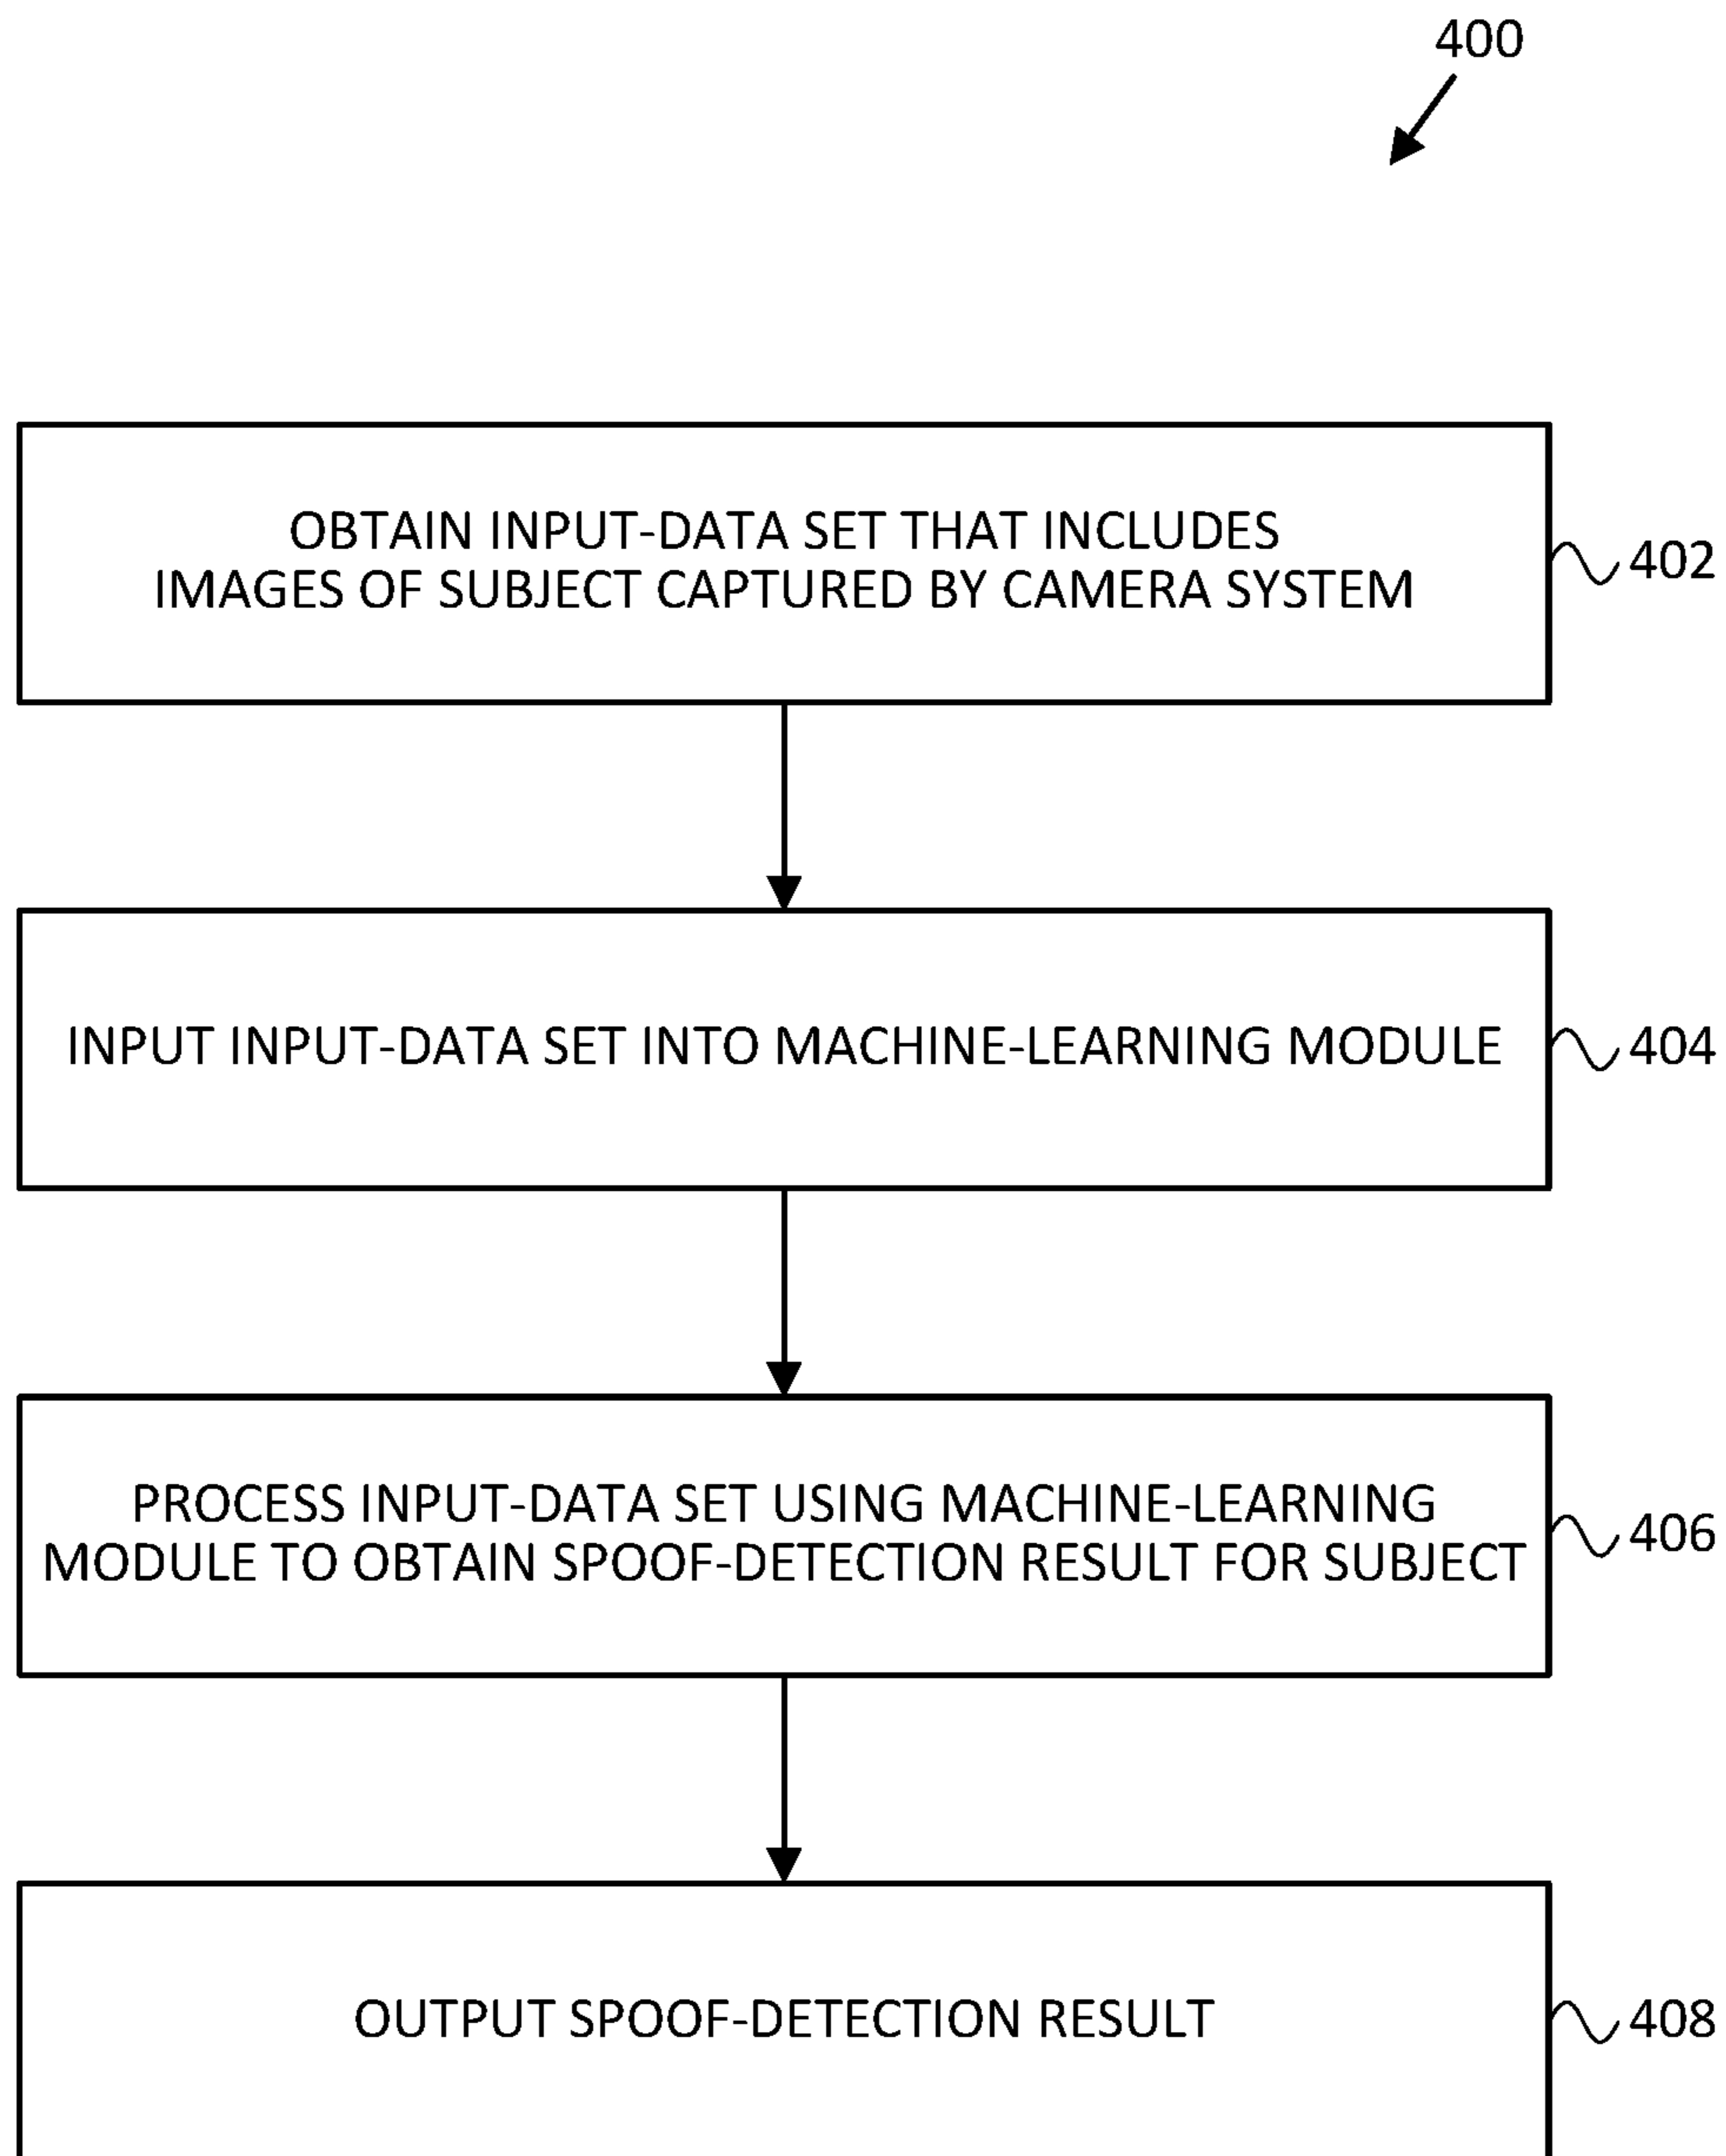 400
OBTAIN INPUT-DATA SET THAT INCLUDES
IMAGES OF SUBJECT CAPTURED BY CAMERA SYSTEM
402
INPUT INPUT-DATA SET INTO MACHINE-LEARNING MODULE
404
PROCESS INPUT-DATA SET USING MACHINE-LEARNING
MODULE TO OBTAIN SPOOF-DETECTION RESULT FOR SUBJECT
406
OUTPUT SPOOF-DETECTION RESULT
408